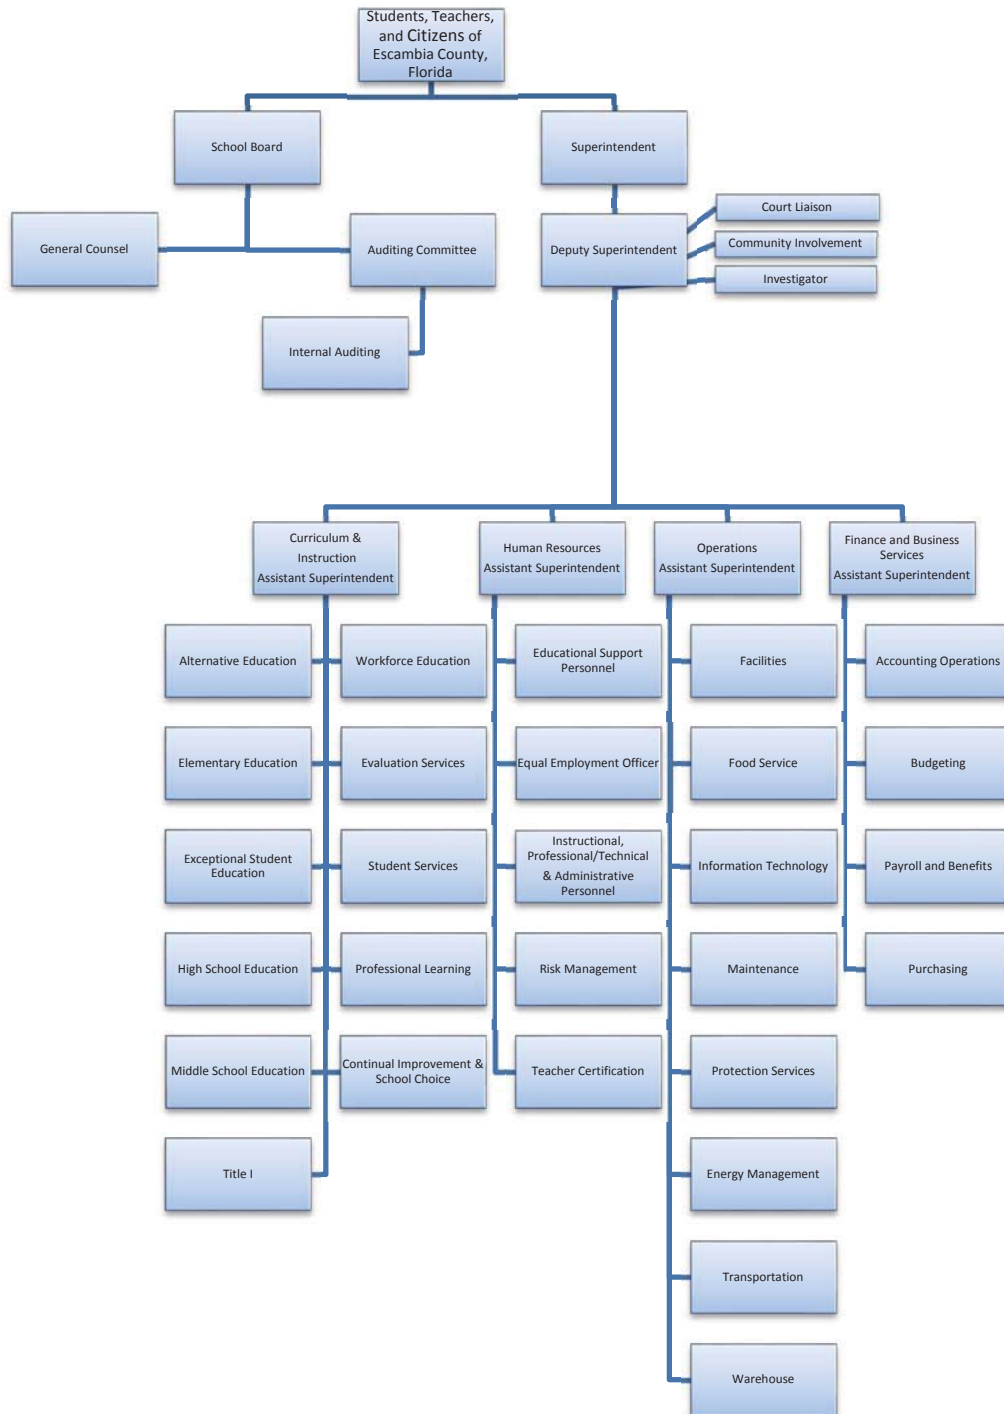 Students, Teachers,
and Citizens of
Escambia County,
Florida
School Board
Superintendent
General Counsel
Auditing Committee
Deputy Superintendent
Court Liaison
Community Involvement
Investigator
Internal Auditing
Curriculum &
Instruction
Assistant Superintendent
Human Resources
Assistant Superintendent
Operations
Assistant Superintendent
Finance and Business
Services
Assistant Superintendent
Alternative Education
Workforce Education
Educational Support
Personnel
Facilities
Accounting Operations
Elementary Education
Evaluation Services
Equal Employment Officer
Food Service
Budgeting
Exceptional Student
Education
Student Services
Instructional,
Professional/Technical
& Administrative
Personnel
Information Technology
Payroll and Benefits
High School Education
Professional Learning
Risk Management
Maintenance
Purchasing
Middle School Education
Continual Improvement &
School Choice
Teacher Certification
Protection Services
Title I
Energy Management
Transportation
Warehouse